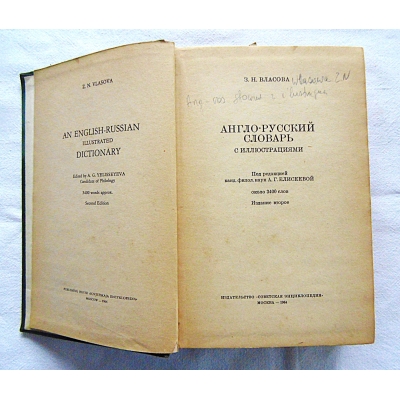 Z. N. VLASOVA
AN ENGLISH-RUSSIAN
ILLUSTRATED
DICTIONARY
Edited by A. G. YELISEYEVA
Candidate of Philology
3400 words approx.
Second Edition
MOSCOW — 1964
З. Н. ВЛАСОВА
Vlasowa Z.N
АНГЛО-РУССКИЙ
СЛОВАРЬ
С ИЛЛЮСТРАЦИЯМИ
Под редакцией
канд. филол. наук А. Г. ЕЛИСЕЕВОЙ
около 3400 слов
Издание второе
ИЗДАТЕЛЬСТВО «СОВЕТСКАЯ ЭНЦИКЛОПЕДИЯ»
МОСКВА — 1964